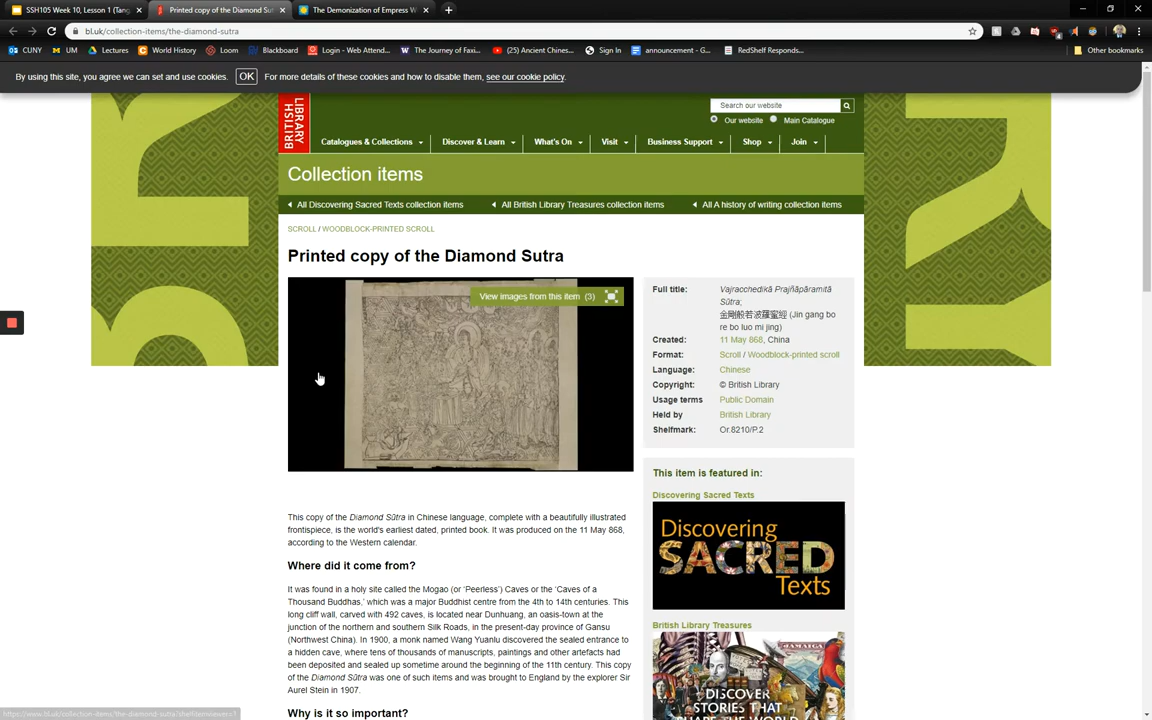 SSH105 Week 10, Lesson 1 (Tang
Printed copy of the Diamond Sut
The Demonization of Empress W
bl.uk/collection-items/the-diamond-sutra
CUNY
UM
Lectures
World History
Loom
Blackboard
Login - Web Attend...
The Journey of Faxi...
(25) Ancient Chines...
Sign In
announcement - G...
RedShelf Respons...
Other bookmarks
By using this site, you agree we can set and use cookies. OK For more details of these cookies and how to disable them, see our cookie policy.
LIBRARY
BRITISH
Search our website
Our website Main Catalogue
Catalogues & Collections Discover & Learn What's On Visit Business Support Shop Join
Collection items
All Discovering Sacred Texts collection items All British Library Treasures collection items All A history of writing collection items
SCROLL / WOODBLOCK-PRINTED SCROLL
Printed copy of the Diamond Sutra
View images from this item (3)
Full title: Vajracchedikā Prajñāpāramitā
Sūtra;
金剛般若波羅蜜經 (Jin gang bo
re bo luo mi jing)
Created: 11 May 868, China
Format: Scroll / Woodblock-printed scroll
Language: Chinese
Copyright: © British Library
Usage terms Public Domain
Held by British Library
Shelfmark: Or.8210/P.2
This copy of the Diamond Sūtra in Chinese language, complete with a beautifully illustrated
frontispiece, is the world's earliest dated, printed book. It was produced on the 11 May 868,
according to the Western calendar.
Where did it come from?
It was found in a holy site called the Mogao (or 'Peerless') Caves or the 'Caves of a
Thousand Buddhas,' which was a major Buddhist centre from the 4th to 14th centuries. This
long cliff wall, carved with 492 caves, is located near Dunhuang, an oasis-town at the
junction of the northern and southern Silk Roads, in the present-day province of Gansu
(Northwest China). In 1900, a monk named Wang Yuanlu discovered the sealed entrance to
a hidden cave, where tens of thousands of manuscripts, paintings and other artefacts had
been deposited and sealed up sometime around the beginning of the 11th century. This copy
of the Diamond Sūtra was one of such items and was brought to England by the explorer Sir
Aurel Stein in 1907.
Why is it so important?
This item is featured in:
Discovering Sacred Texts
Discovering
SACRED
Texts
British Library Treasures
JAMAICA
DISCOVER
STORIES THAT
SHAPE THE WORLD
https://www.bl.uk/collection-items/the-diamond-sutra/shelfitemviewer=1